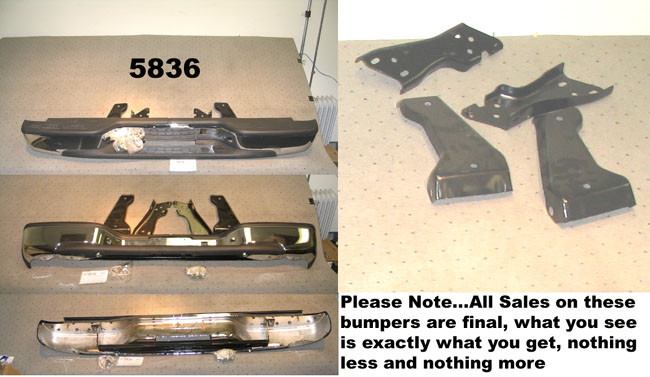 5836
Please Note...All Sales on these
bumpers are final, what you see
is exactly what you get, nothing
less and nothing more